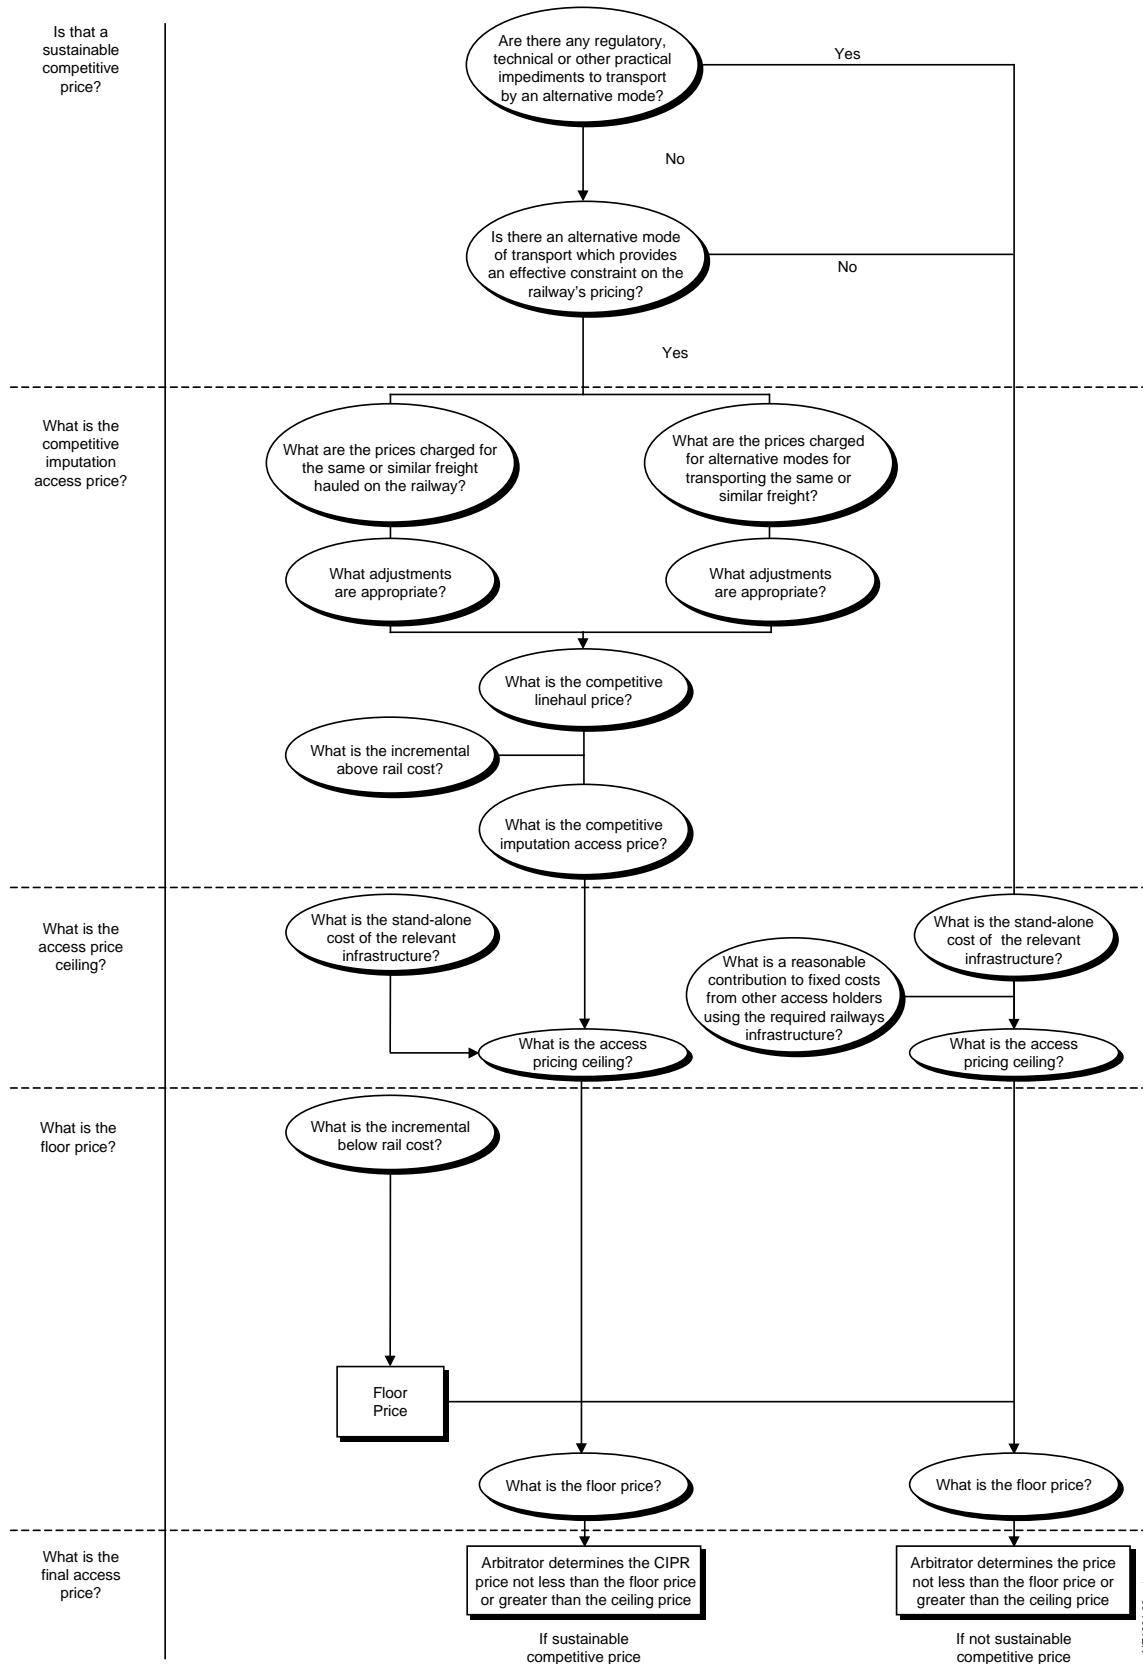 Is that a
sustainable
competitive
price?
Are there any regulatory,
technical or other practical
impediments to transport
by an alternative mode?
Yes
No
Is there an alternative mode
of transport which provides
an effective constraint on the
railway's pricing?
No
Yes
What is the
competitive
imputation
access price?
What are the prices charged for
the same or similar freight
hauled on the railway?
What are the prices charged
for alternative modes for
transporting the same or
similar freight?
What adjustments
are appropriate?
What adjustments
are appropriate?
What is the competitive
linehaul price?
What is the incremental
above rail cost?
What is the competitive
imputation access price?
What is the
access price
ceiling?
What is the stand-alone
cost of the relevant
infrastructure?
What is the stand-alone
cost of the relevant
infrastructure?
What is a reasonable
contribution to fixed costs
from other access holders
using the required railways
infrastructure?
What is the access
pricing ceiling?
What is the access
pricing ceiling?
What is the
floor price?
What is the incremental
below rail cost?
Floor
Price
What is the floor price?
What is the floor price?
What is the
final access
price?
Arbitrator determines the CIPR
price not less than the floor price
or greater than the ceiling price
Arbitrator determines the price
not less than the floor price or
greater than the ceiling price
If sustainable
competitive price
If not sustainable
competitive price